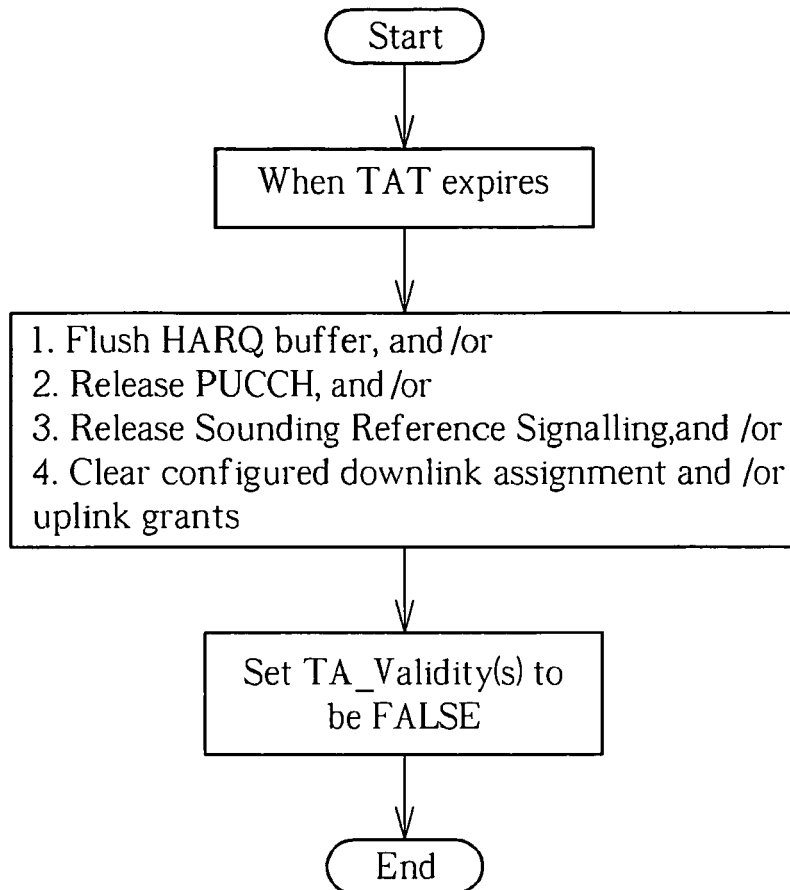 Start
When TAT expires
1. Flush HARQ buffer, and /or
2. Release PUCCH, and /or
3. Release Sounding Reference Signalling,and /or
4. Clear configured downlink assignment and /or
uplink grants
Set TA_Validity(s) to
be FALSE
End